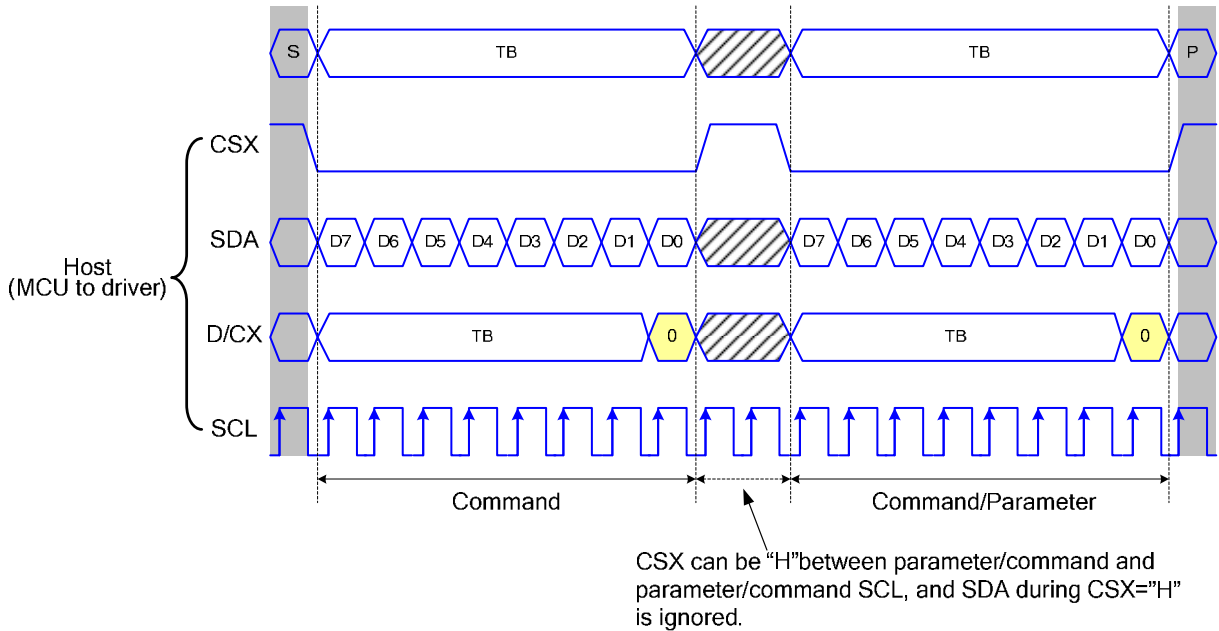 S TB TB P
CSX
SDA D7 D6 D5 D4 D3 D2 D1 D0 D7 D6 D5 D4 D3 D2 D1 D0
Host
(MCU to driver)
D/CX TB 0 TB 0
SCL
Command Command/Parameter
CSX can be “H”between parameter/command and
parameter/command SCL, and SDA during CSX=”H”
is ignored.